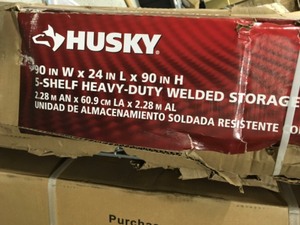 HUSKY
90 IN W x 24 IN L x 90 IN H
5-SHELF HEAVY-DUTY WELDED STORAGE
2.28 M AN x 60.9 CM LA x 2.28 M AL
UNIDAD DE ALMACENAMIENTO SOLDADA RESISTENTE
Purchas